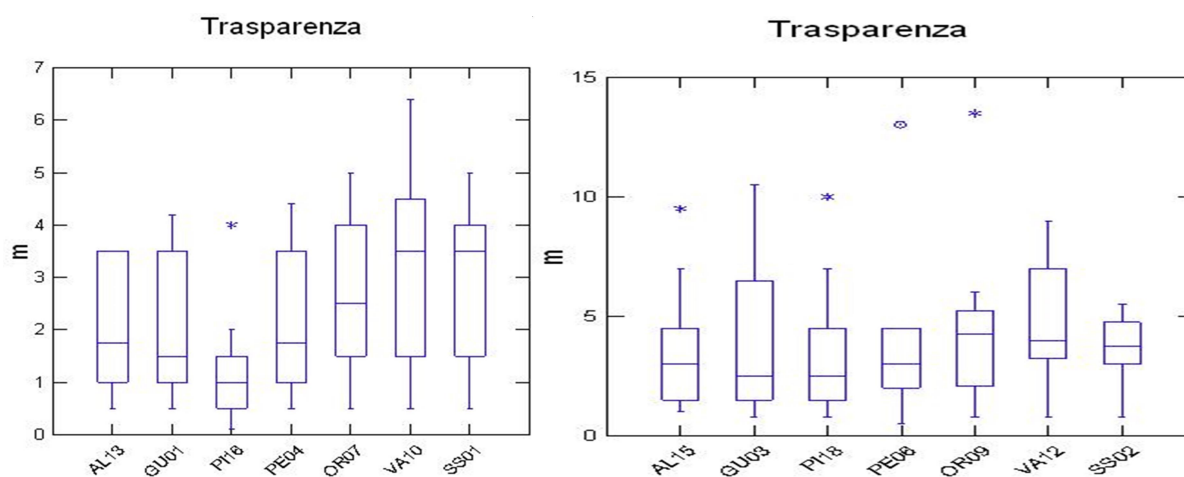 Trasparenza
7
6
5
4
3
2
1
0
m
AL13 GU01 PI16 PE04 OR07 VA10 SS01
Trasparenza
15
10
5
0
m
AL15 GU03 PI18 PE06 OR09 VA12 SS02